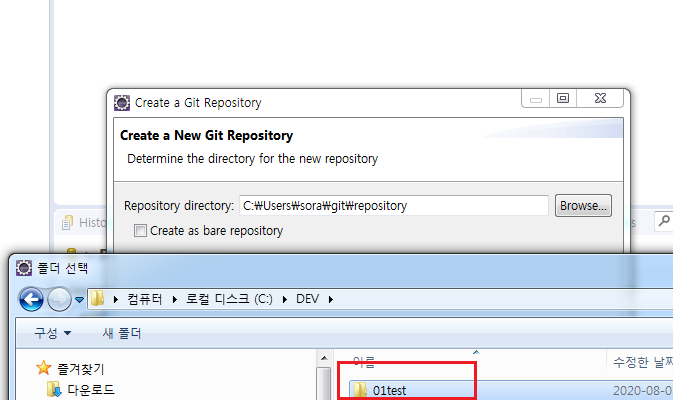 Create a Git Repository
Create a New Git Repository
Determine the directory for the new repository
Repository directory: C:₩Users₩sora₩git₩repository Browse...
Create as bare repository
Histo
폴더 선택
컴퓨터 로컬 디스크 (C:) DEV
구성 새 폴더
이름 수정한 날짜
즐겨찾기
다운로드
01test 2020-08-0